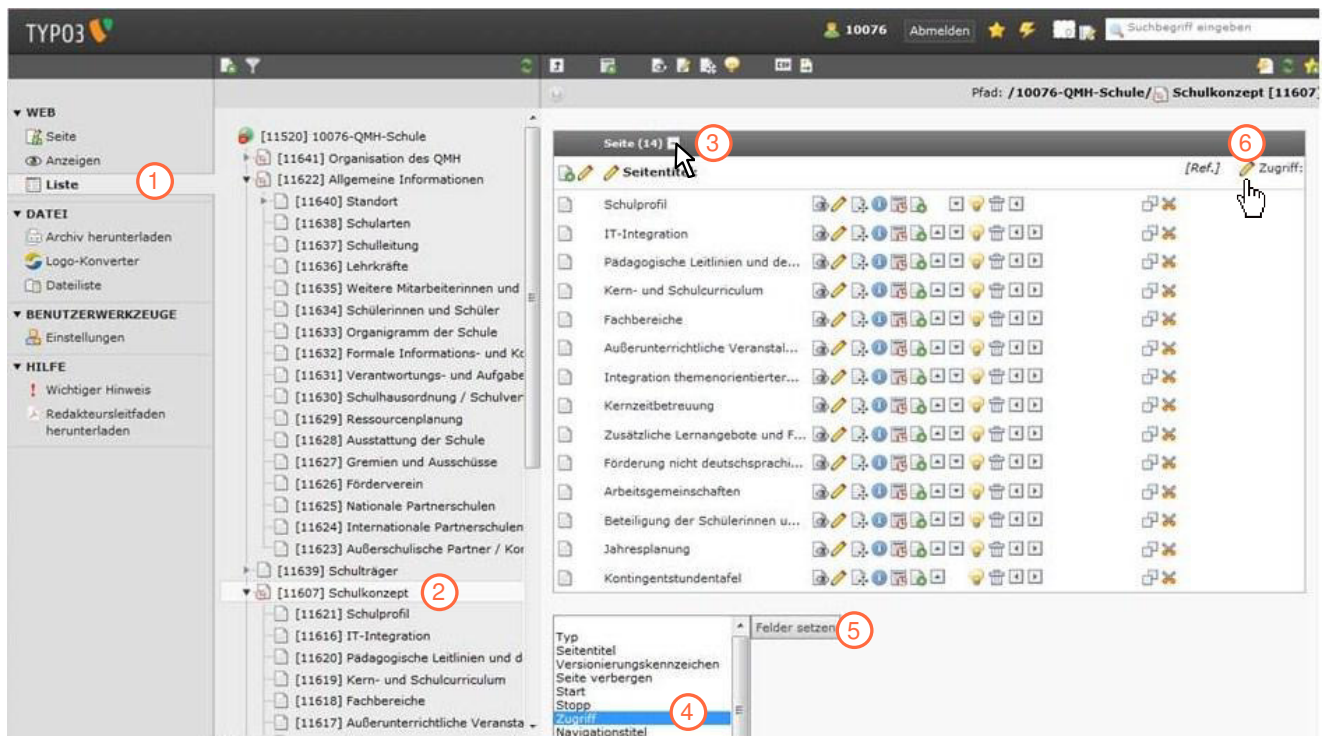 TYPO3
10076 Abmelden Suchbegriff eingeben
Pfad: /10076-QMH-Schule/ Schulkonzept [11607]
WEB
Seite
Anzeigen
Liste
1
DATEI
Archiv herunterladen
Logo-Konverter
Dateiliste
BENUTZERWERKZEUGE
Einstellungen
HILFE
Wichtiger Hinweis
Redakteursleitfaden
herunterladen
[11520] 10076-QMH-Schule
[11641] Organisation des QMH
[11622] Allgemeine Informationen
[11640] Standort
[11638] Schularten
[11637] Schulleitung
[11636] Lehrkräfte
[11635] Weitere Mitarbeiterinnen und
[11634] Schülerinnen und Schüler
[11633] Organigramm der Schule
[11632] Formale Informations- und Ko
[11631] Verantwortungs- und Aufgabe
[11630] Schulhausordnung / Schulver
[11629] Ressourcenplanung
[11628] Ausstattung der Schule
[11627] Gremien und Ausschüsse
[11626] Förderverein
[11625] Nationale Partnerschulen
[11624] Internationale Partnerschulen
[11623] Außerschulische Partner / Kor
[11639] Schulträger
[11607] Schulkonzept 2
[11621] Schulprofil
[11616] IT-Integration
[11620] Pädagogische Leitlinien und d
[11619] Kern- und Schulcurriculum
[11618] Fachbereiche
[11617] Außerunterrichtliche Veransta
Seite (14) 3
6
Seitentitel: [Ref.] Zugriff:
Schulprofil
IT-Integration
Pädagogische Leitlinien und de...
Kern- und Schulcurriculum
Fachbereiche
Außerunterrichtliche Veranstal...
Integration themenorientierter...
Kernzeitbetreuung
Zusätzliche Lernangebote und F...
Förderung nicht deutschsprachi...
Arbeitsgemeinschaften
Beteiligung der Schülerinnen u...
Jahresplanung
Kontingentstundentafel
Felder setzen 5
Typ
Seitentitel
Versionierungskennzeichen
Seite verbergen
Start
Stopp
Zugriff 4
Navigationstitel